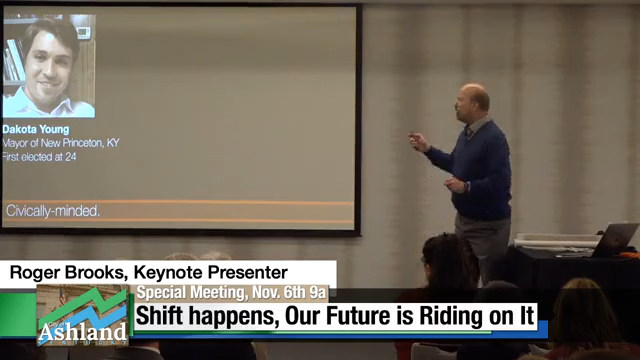 Dakota Young
Mayor of New Princeton, KY
First elected at 24
Civically-minded.
Roger Brooks, Keynote Presenter
Special Meeting, Nov. 6th 9a
Shift happens, Our Future is Riding on It
Ashland